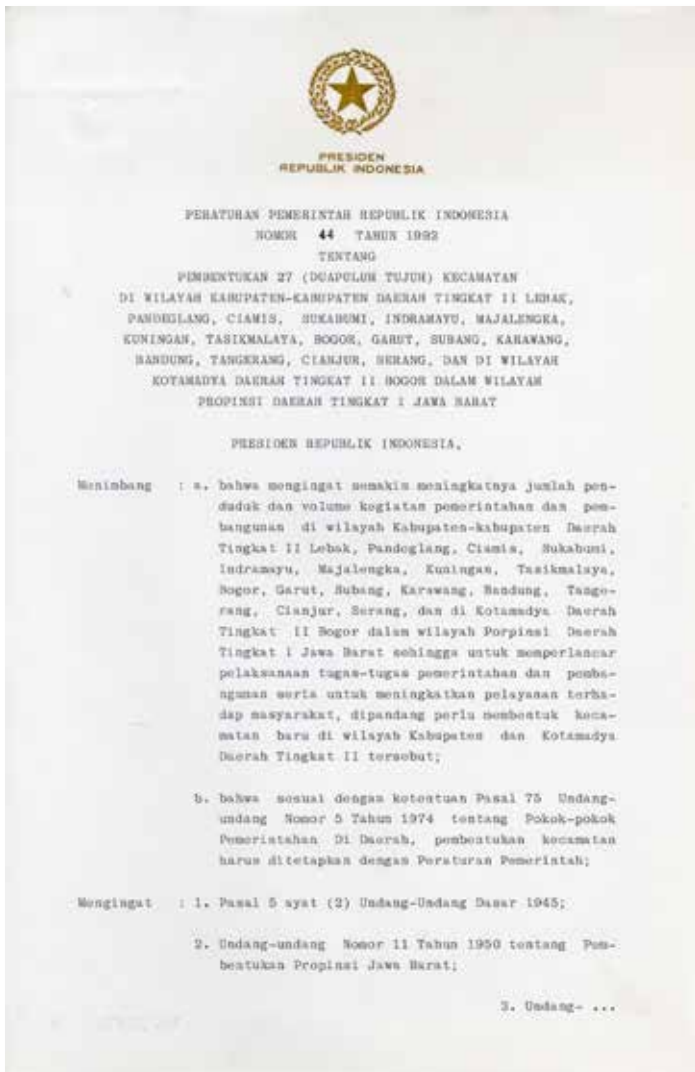 PRESIDEN
REPUBLIK INDONESIA
PERATURAN PEMERINTAH REPUBLIK INDONESIA
NOMOR 44 TAHUN 1992
TENTANG
PEMBENTUKAN 27 (DUAPULUH TUJUH) KECAMATAN
DI WILAYAH KABUPATEN-KABUPATEN DAERAH TINGKAT II LEBAK,
PANDEGLANG, CIAMIS, SUKABUMI, INDRAMAYU, MAJALENGKA,
KUNINGAN, TASIKMALAYA, BOGOR, GARUT, SUBANG, KARAWANG,
BANDUNG, TANGERANG, CIANJUR, SERANG, DAN DI WILAYAH
KOTAMADYA DAERAH TINGKAT II BOGOR DALAM WILAYAH
PROPINSI DAERAH TINGKAT I JAWA BARAT
PRESIDEN REPUBLIK INDONESIA,
Menimbang : a. bahwa mengingat semakin meningkatnya jumlah pen-
duduk dan volume kegiatan pemerintahan dan pem-
bangunan di wilayah Kabupaten-kabupaten Daerah
Tingkat II Lebak, Pandeglang, Ciamis, Sukabumi,
Indramayu, Majalengka, Kuningan, Tasikmalaya,
Bogor, Garut, Subang, Karawang, Bandung, Tange-
rang, Cianjur, Serang, dan di Kotamadya Daerah
Tingkat II Bogor dalam wilayah Porpinsi Daerah
Tingkat I Jawa Barat sehingga untuk memperlancar
pelaksanaan tugas-tugas pemerintahan dan pemba-
ngunan serta untuk meningkatkan pelayanan terha-
dap masyarakat, dipandang perlu membentuk keca-
matan baru di wilayah Kabupaten dan Kotamadya
Daerah Tingkat II tersebut;
b. bahwa sesuai dengan ketentuan Pasal 75 Undang-
undang Nomor 5 Tahun 1974 tentang Pokok-pokok
Pemerintahan Di Daerah, pembentukan kecamatan
harus ditetapkan dengan Peraturan Pemerintah;
Mengingat : 1. Pasal 5 ayat (2) Undang-Undang Dasar 1945;
2. Undang-undang Nomor 11 Tahun 1950 tentang Pem-
bentukan Propinsi Jawa Barat;
3. Undang- ...